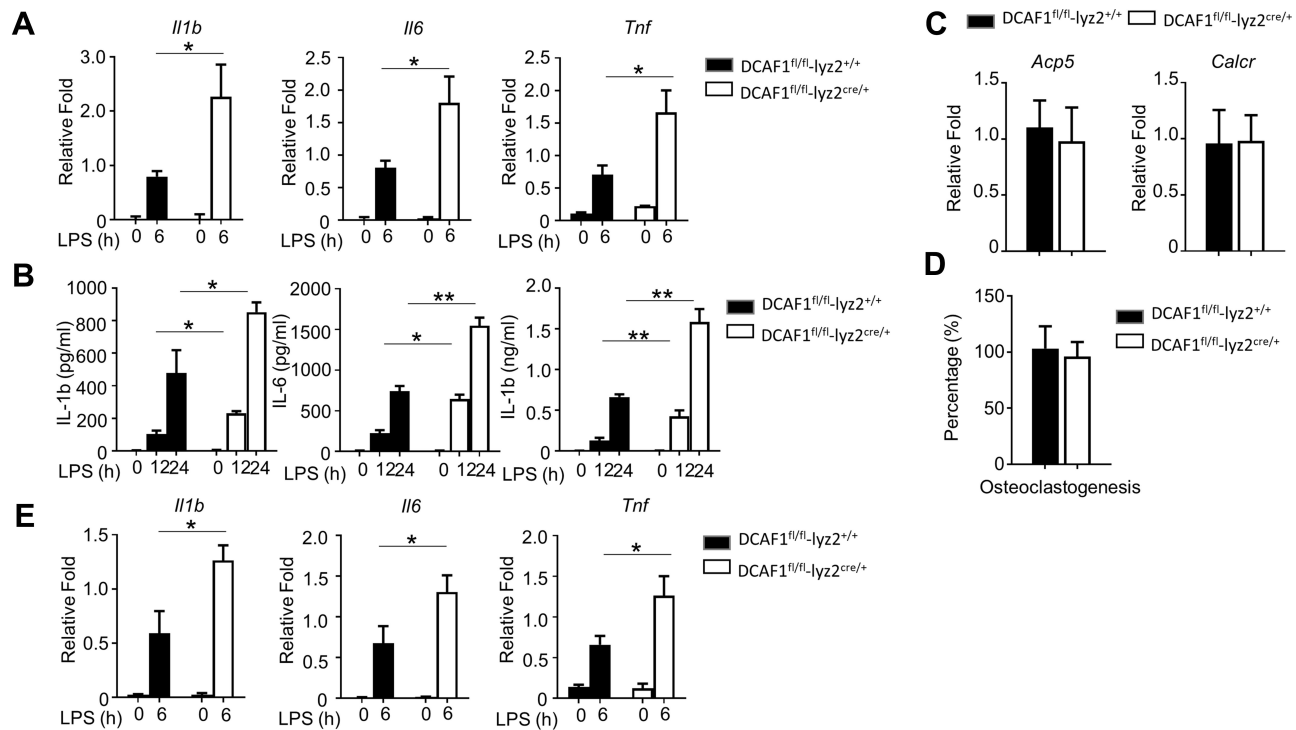 A
Il1b
Il6
Tnf
Relative Fold
3.0
2.0
1.0
0
LPS (h)
0 6 0 6
Relative Fold
2.5
2.0
1.5
1.0
0.5
0
LPS (h)
0 6 0 6
Relative Fold
2.5
2.0
1.5
1.0
0.5
0
LPS (h)
0 6 0 6
*
*
*
DCAF1fl/fl-lyz2+/+
DCAF1fl/fl-lyz2cre/+
B
IL-1b (pg/ml)
1000
800
600
400
200
0
LPS (h)
0 1224 0 1224
*
*
IL-6 (pg/ml)
2000
1500
1000
500
0
LPS (h)
0 1224 0 1224
**
*
IL-1b (ng/ml)
2.0
1.5
1.0
0.5
0
LPS (h)
0 1224 0 1224
**
**
DCAF1fl/fl-lyz2+/+
DCAF1fl/fl-lyz2cre/+
C
DCAF1fl/fl-lyz2+/+ DCAF1fl/fl-lyz2cre/+
Acp5
Calcr
Relative Fold
1.5
1.0
0.5
0
Relative Fold
1.5
1.0
0.5
0
D
Percentage (%)
150
100
50
0
Osteoclastogenesis
DCAF1fl/fl-lyz2+/+
DCAF1fl/fl-lyz2cre/+
E
Il1b
Il6
Tnf
Relative Fold
1.5
1.0
0.5
0
LPS (h)
0 6 0 6
*
Relative Fold
2.0
1.5
1.0
0.5
0
LPS (h)
0 6 0 6
*
Relative Fold
2.0
1.5
1.0
0.5
0
LPS (h)
0 6 0 6
*
DCAF1fl/fl-lyz2+/+
DCAF1fl/fl-lyz2cre/+